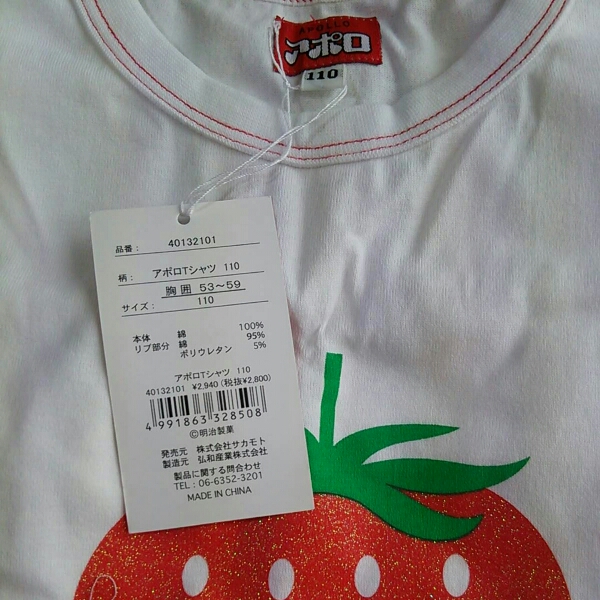 APOLLO
アポロ
110
品番： 40132101
柄： アポロTシャツ 110
胸囲 53～59
サイズ： 110
本体 綿 100%
リブ部分 綿 95%
ポリウレタン 5%
アポロTシャツ 110
40132101 ¥2,940（税抜¥2,800）
4 991863 328508
©明治製菓
発売元 株式会社サカモト
製造元 弘和産業株式会社
製品に関する問合わせ
TEL：06-6352-3201
MADE IN CHINA